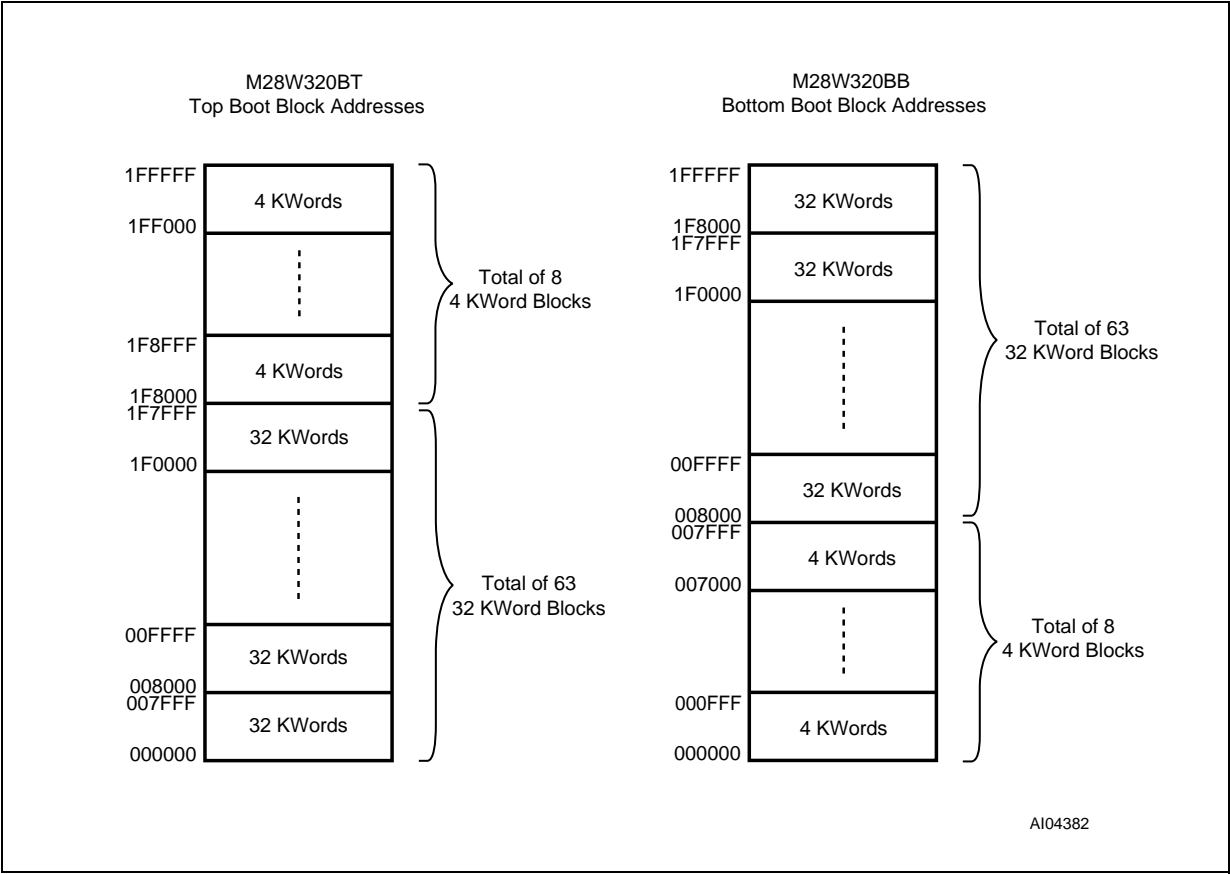 M28W320BT
Top Boot Block Addresses
1FFFFF
4 KWords
1FF000
Total of 8
4 KWord Blocks
1F8FFF
4 KWords
1F8000
1F7FFF
32 KWords
1F0000
Total of 63
32 KWord Blocks
00FFFF
32 KWords
008000
007FFF
32 KWords
000000
M28W320BB
Bottom Boot Block Addresses
1FFFFF
32 KWords
1F8000
1F7FFF
32 KWords
1F0000
Total of 63
32 KWord Blocks
00FFFF
32 KWords
008000
007FFF
4 KWords
007000
Total of 8
4 KWord Blocks
000FFF
4 KWords
000000
AI04382